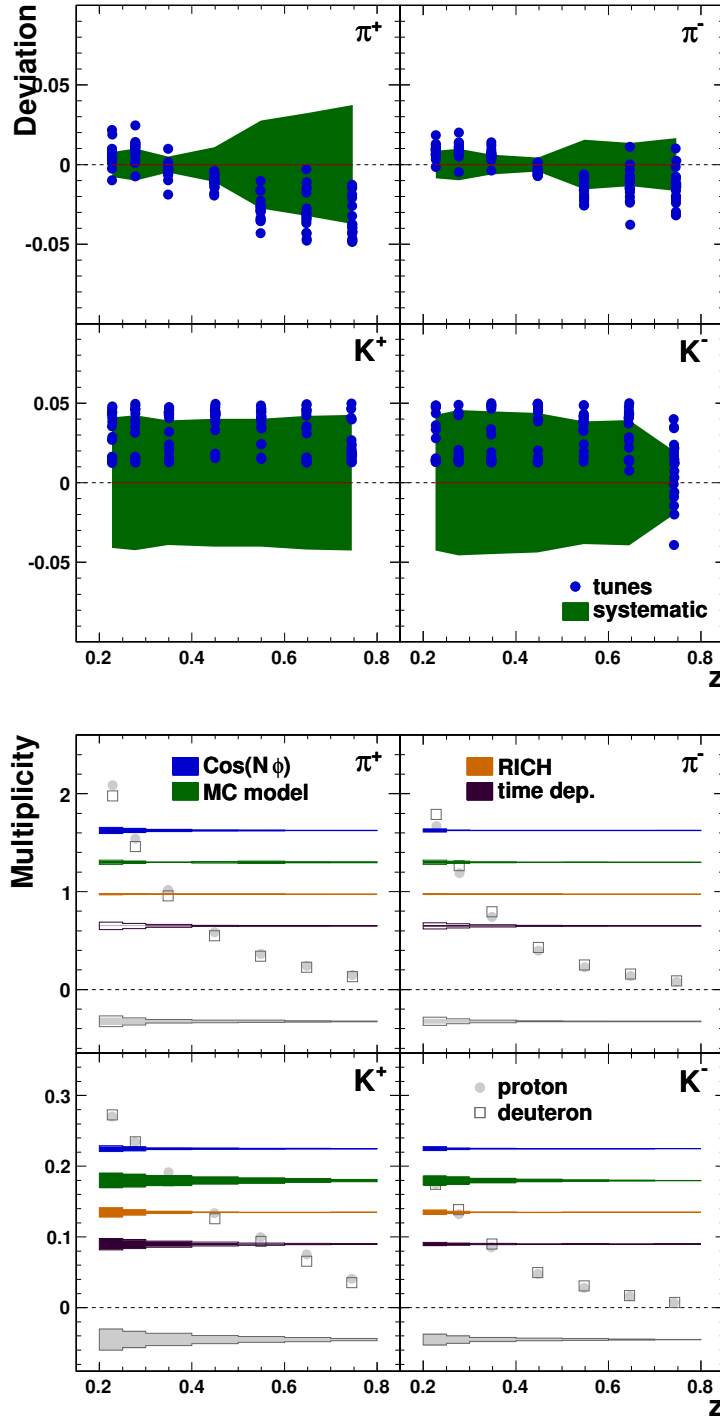 Deviation
π+ π-
0.05
0
-0.05
K+ K-
0.05
0
-0.05
tunes
systematic
0.2 0.4 0.6 0.8 0.2 0.4 0.6 0.8
z
Multiplicity
Cos(N ϕ) π+ RICH π-
MC model time dep.
2
1
0
K+ K-
proton
deuteron
0.3
0.2
0.1
0
0.2 0.4 0.6 0.8 0.2 0.4 0.6 0.8
z